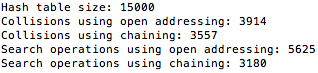 Hash table size: 15000
Collisions using open addressing: 3914
Collisions using chaining: 3557
Search operations using open addressing: 5625
Search operations using chaining: 3180